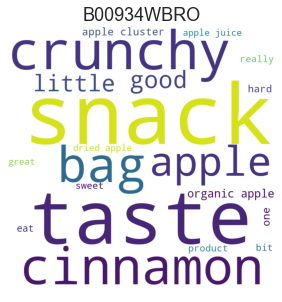 B00934WBRO
apple cluster apple juice
crunchy
really
little good
hard
snack
dried apple
bag apple
great
sweet
organic apple
taste
one
eat
product bit
cinnamon